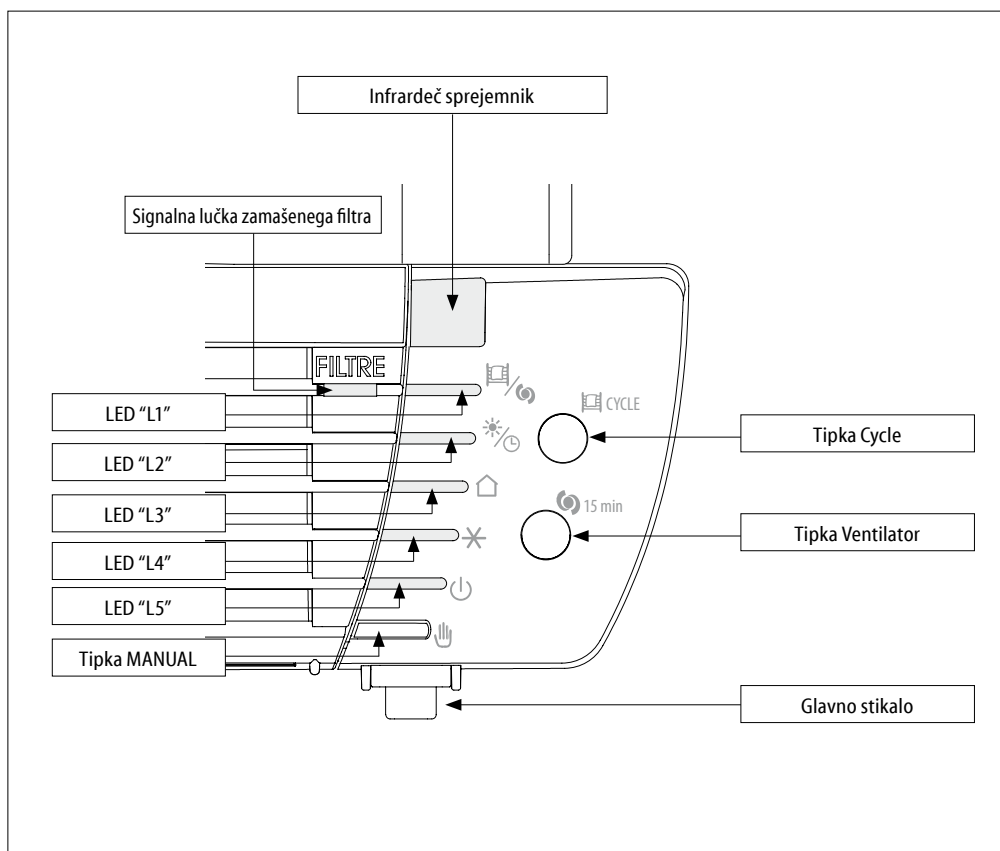 Infrardeč sprejemnik
Signalna lučka zamašenega filtra
FILTRE
CYCLE
LED “L1”
Tipka Cycle
LED “L2”
15 min
LED “L3”
Tipka Ventilator
LED “L4”
LED “L5”
Tipka MANUAL
Glavno stikalo